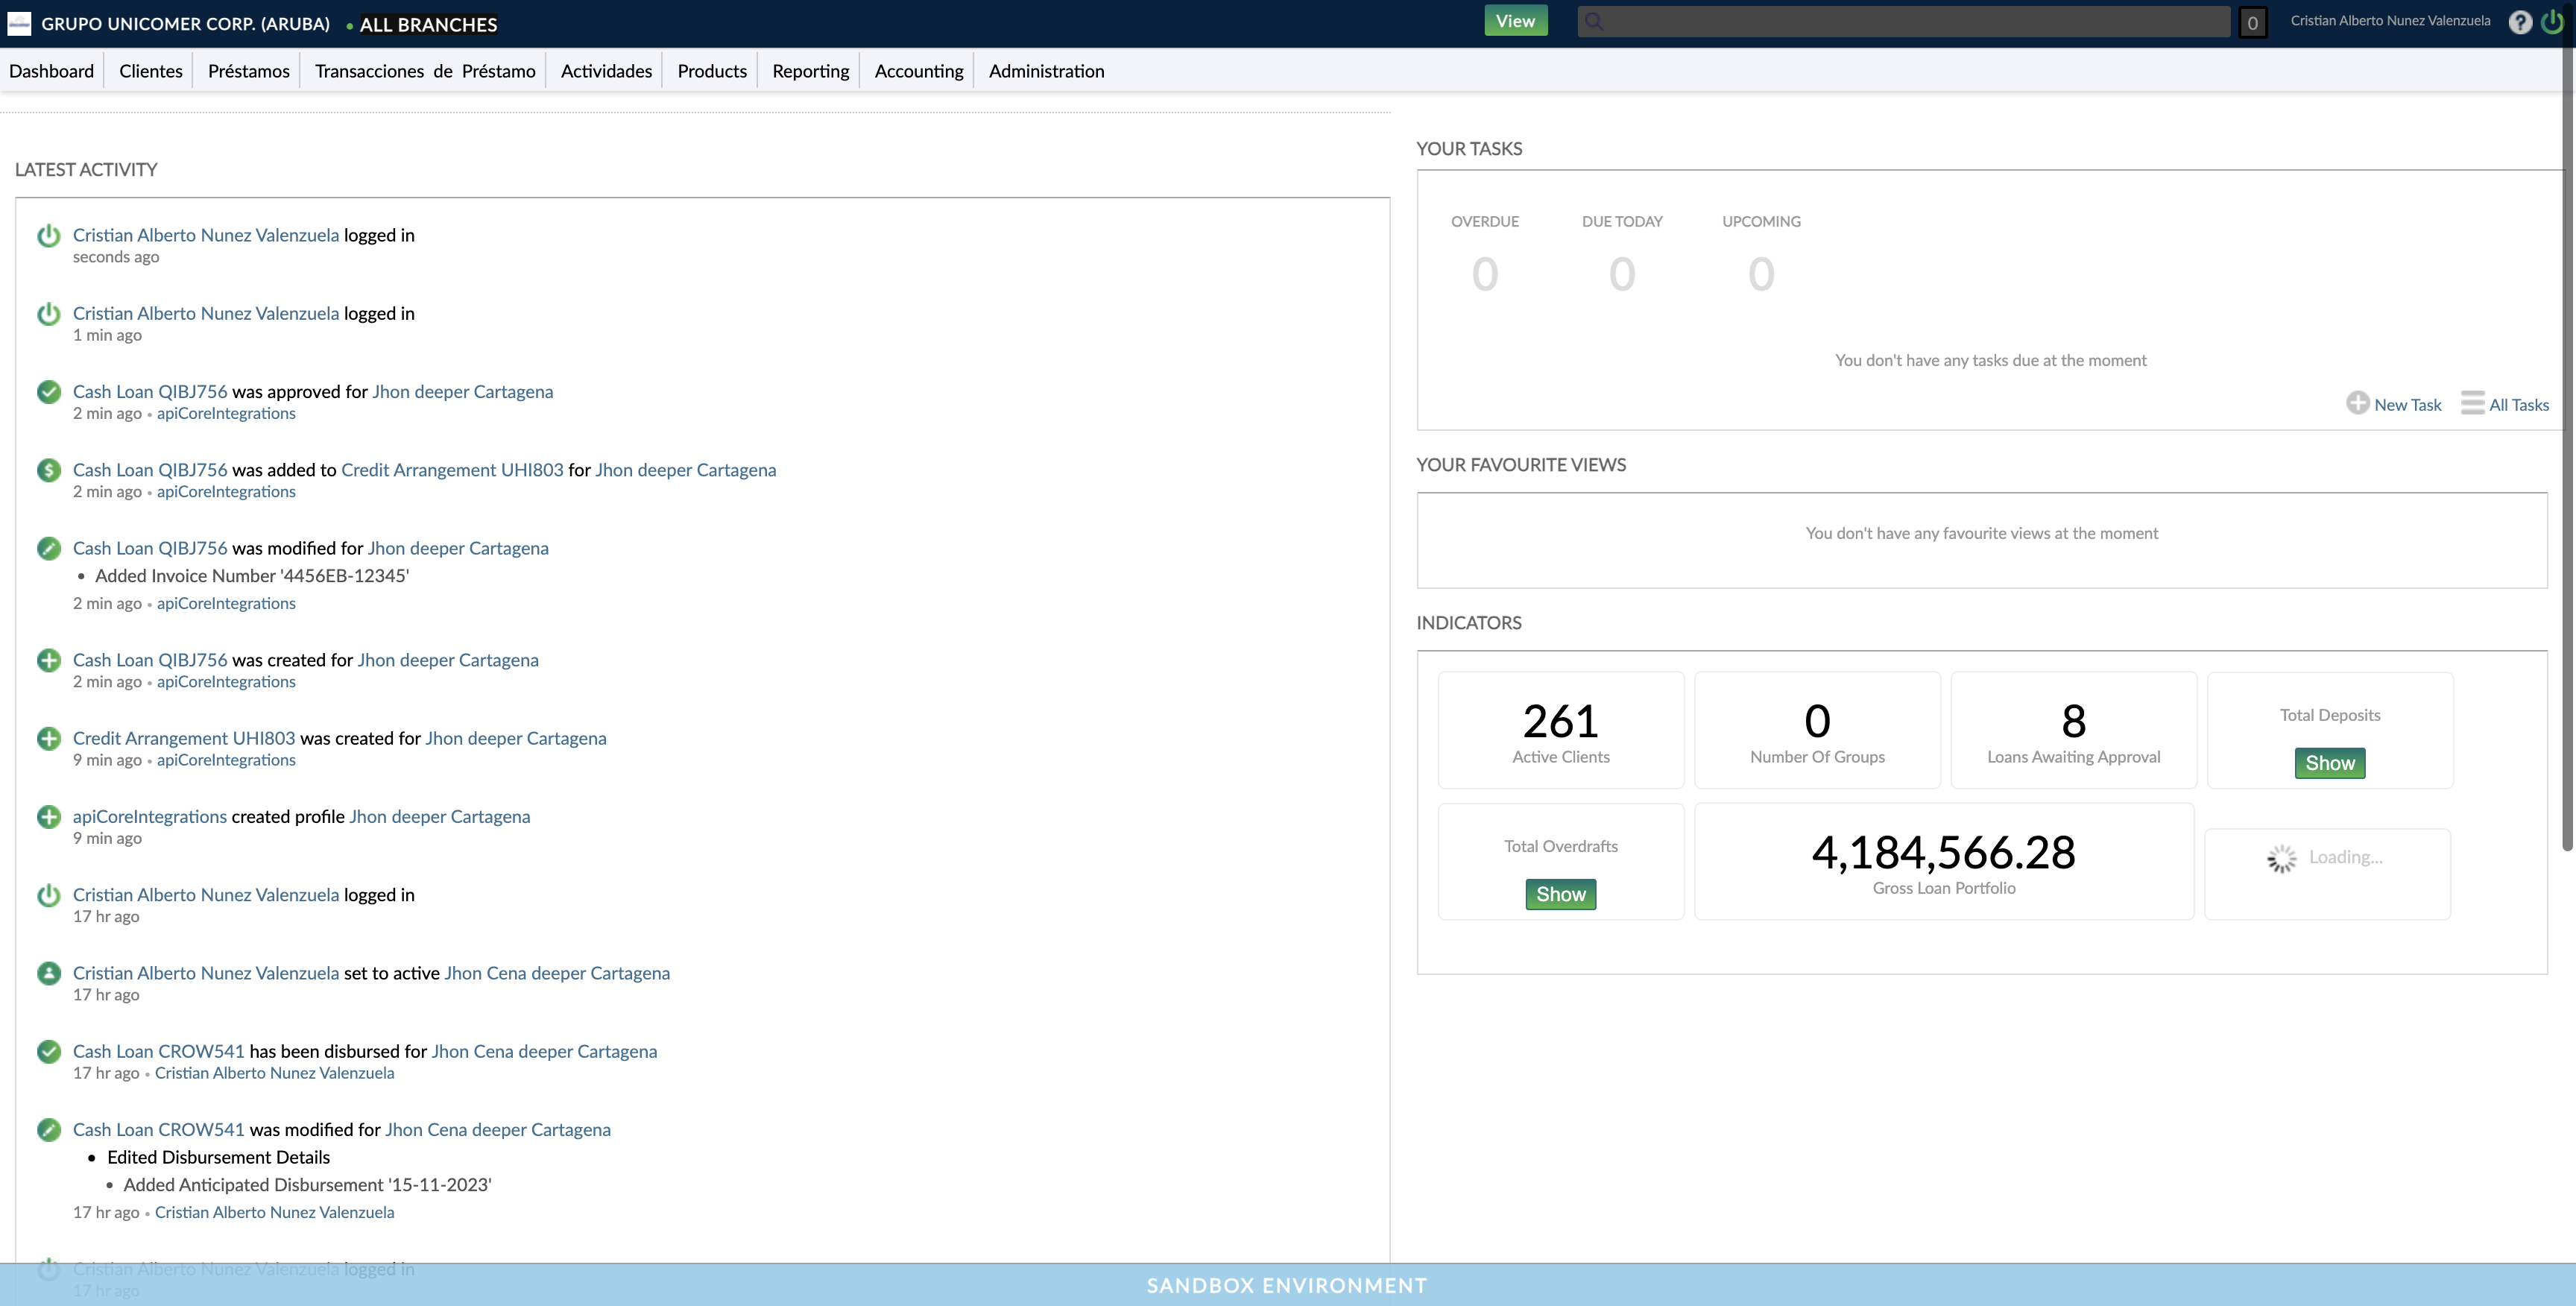 GRUPO UNICOMER CORP. (ARUBA) • ALL BRANCHES
View
0
Cristian Alberto Nunez Valenzuela
?
Dashboard
Clientes
Préstamos
Transacciones de Préstamo
Actividades
Products
Reporting
Accounting
Administration
LATEST ACTIVITY
Cristian Alberto Nunez Valenzuela logged in
seconds ago
Cristian Alberto Nunez Valenzuela logged in
1 min ago
Cash Loan QIBJ756 was approved for Jhon deeper Cartagena
2 min ago • apiCoreIntegrations
Cash Loan QIBJ756 was added to Credit Arrangement UHI803 for Jhon deeper Cartagena
2 min ago • apiCoreIntegrations
Cash Loan QIBJ756 was modified for Jhon deeper Cartagena
• Added Invoice Number '4456EB-12345'
2 min ago • apiCoreIntegrations
Cash Loan QIBJ756 was created for Jhon deeper Cartagena
2 min ago • apiCoreIntegrations
Credit Arrangement UHI803 was created for Jhon deeper Cartagena
9 min ago • apiCoreIntegrations
apiCoreIntegrations created profile Jhon deeper Cartagena
9 min ago
Cristian Alberto Nunez Valenzuela logged in
17 hr ago
Cristian Alberto Nunez Valenzuela set to active Jhon Cena deeper Cartagena
17 hr ago
Cash Loan CROW541 has been disbursed for Jhon Cena deeper Cartagena
17 hr ago • Cristian Alberto Nunez Valenzuela
Cash Loan CROW541 was modified for Jhon Cena deeper Cartagena
• Edited Disbursement Details
• Added Anticipated Disbursement '15-11-2023'
17 hr ago • Cristian Alberto Nunez Valenzuela
Cristian Alberto Nunez Valenzuela logged in
17 hr ago
YOUR TASKS
OVERDUE
DUE TODAY
UPCOMING
0
0
0
You don't have any tasks due at the moment
New Task
All Tasks
YOUR FAVOURITE VIEWS
You don't have any favourite views at the moment
INDICATORS
261
Active Clients
0
Number Of Groups
8
Loans Awaiting Approval
Total Deposits
Show
Total Overdrafts
Show
4,184,566.28
Gross Loan Portfolio
Loading...
SANDBOX ENVIRONMENT